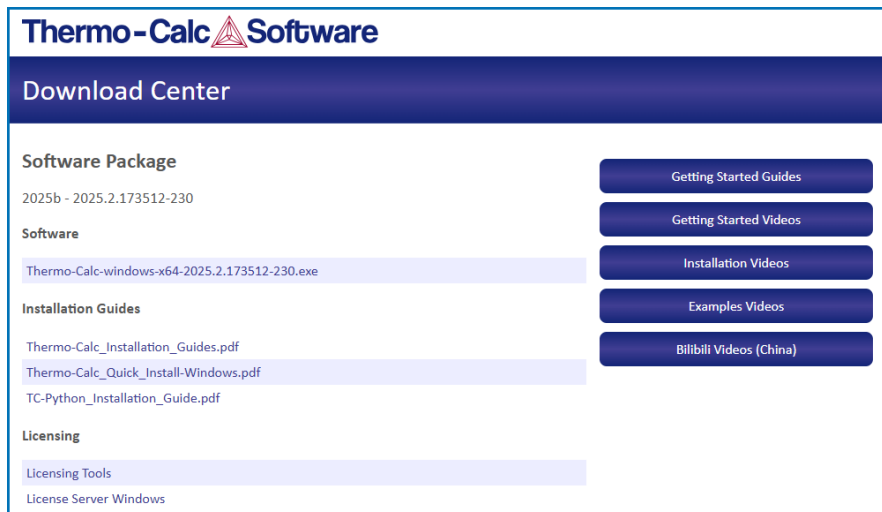 Thermo-Calc Software
Download Center
Software Package
2025b - 2025.2.173512-230
Software
Thermo-Calc-windows-x64-2025.2.173512-230.exe
Installation Guides
Thermo-Calc_Installation_Guides.pdf
Thermo-Calc_Quick_Install-Windows.pdf
TC-Python_Installation_Guide.pdf
Licensing
Licensing Tools
License Server Windows
Getting Started Guides
Getting Started Videos
Installation Videos
Examples Videos
Bilibili Videos (China)